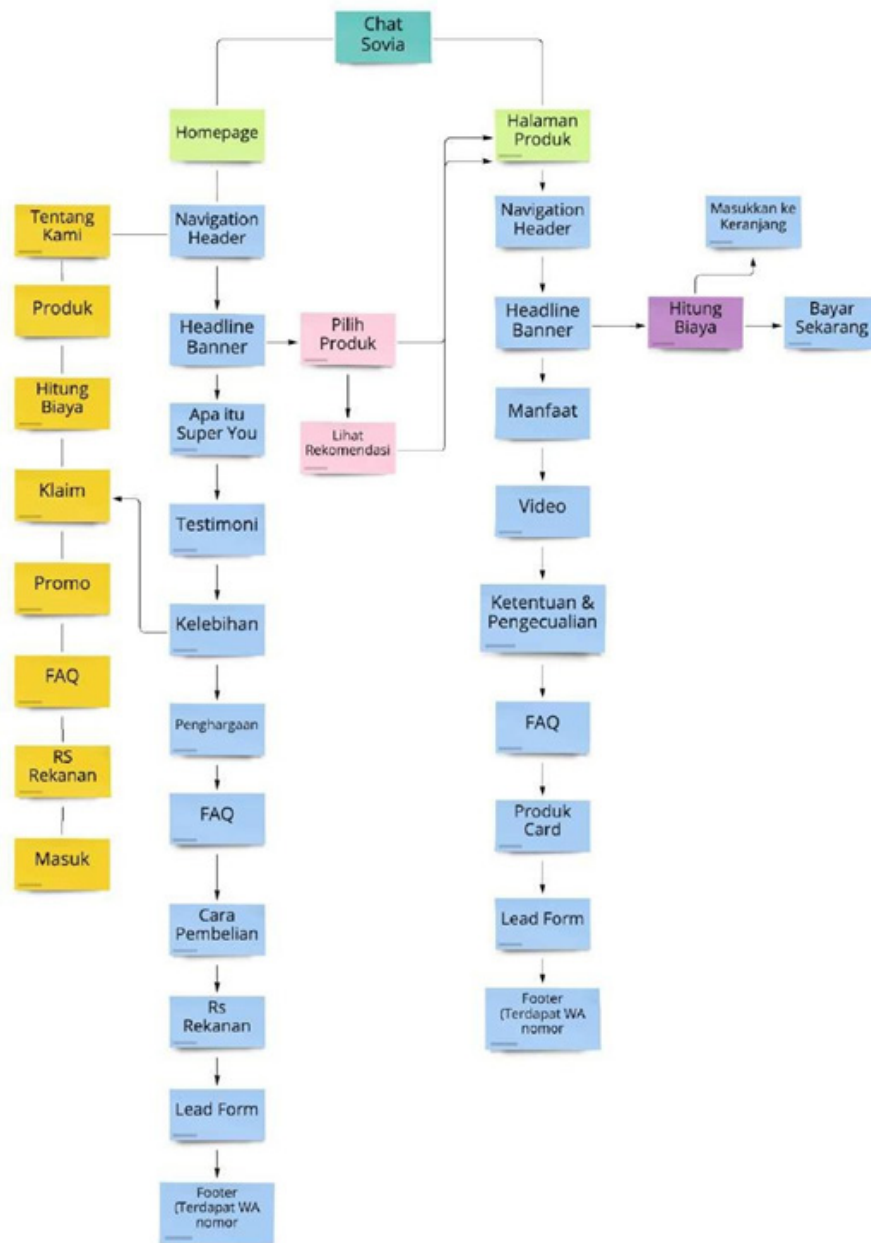 Chat
Sovia
Homepage
Halaman
Produk
Tentang
Kami
Navigation
Header
Navigation
Header
Masukkan ke
Keranjang
Produk
Headline
Banner
Pilih
Produk
Headline
Banner
Hitung
Biaya
Bayar
Sekarang
Hitung
Biaya
Apa itu
Super You
Lihat
Rekomendasi
Manfaat
Klaim
Testimoni
Video
Promo
Kelebihan
Ketentuan &
Pengecualian
FAQ
Penghargaan
FAQ
RS
Rekanan
FAQ
Produk
Card
Masuk
Cara
Pembelian
Lead Form
Rs
Rekanan
Footer
(Terdapat WA
nomor
Lead Form
Footer
(Terdapat WA
nomor